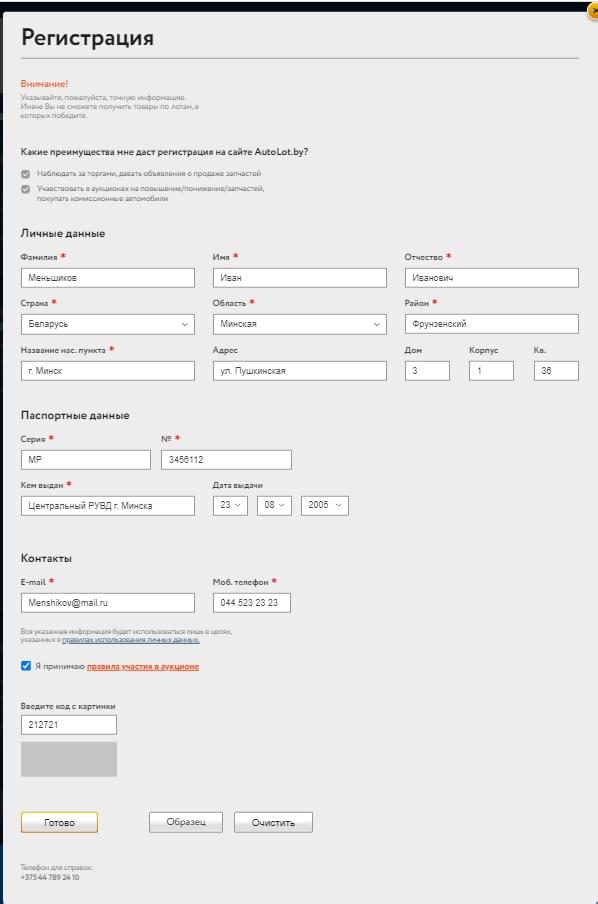 Регистрация
Внимание!
Указывайте, пожалуйста, точную информацию.
Иначе Вы не сможете получить товары по лотам, в
которых победите.
Какие преимущества мне даст регистрация на сайте AutoLot.by?
Наблюдать за торгами, давать объявления о продаже запчастей
Учавствовать в аукционах на повышение/понижение/запчастей,
покупать комиссионные автомобили
Личные данные
Фамилия * Имя * Отчество *
Меньшиков Иван Иванович
Страна * Область * Район *
Беларусь Минская Фрунзенский
Название нас. пункта * Адрес Дом Корпус Кв.
г. Минск ул. Пушкинская 3 1 36
Паспортные данные
Серия * № *
МР 3456112
Кем выдан * Дата выдачи
Центральный РУВД г. Минска 23 08 2005
Контакты
E-mail * Моб. телефон *
Menshikov@mail.ru 044 523 23 23
Вся указанная информация будет использоваться лишь в целях,
указанных в правилах использования личных данных.
Я принимаю правила участия в аукционе
Введите код с картинки
212721
Готово Образец Очистить
Телефон для справок:
+375 44 789 24 10